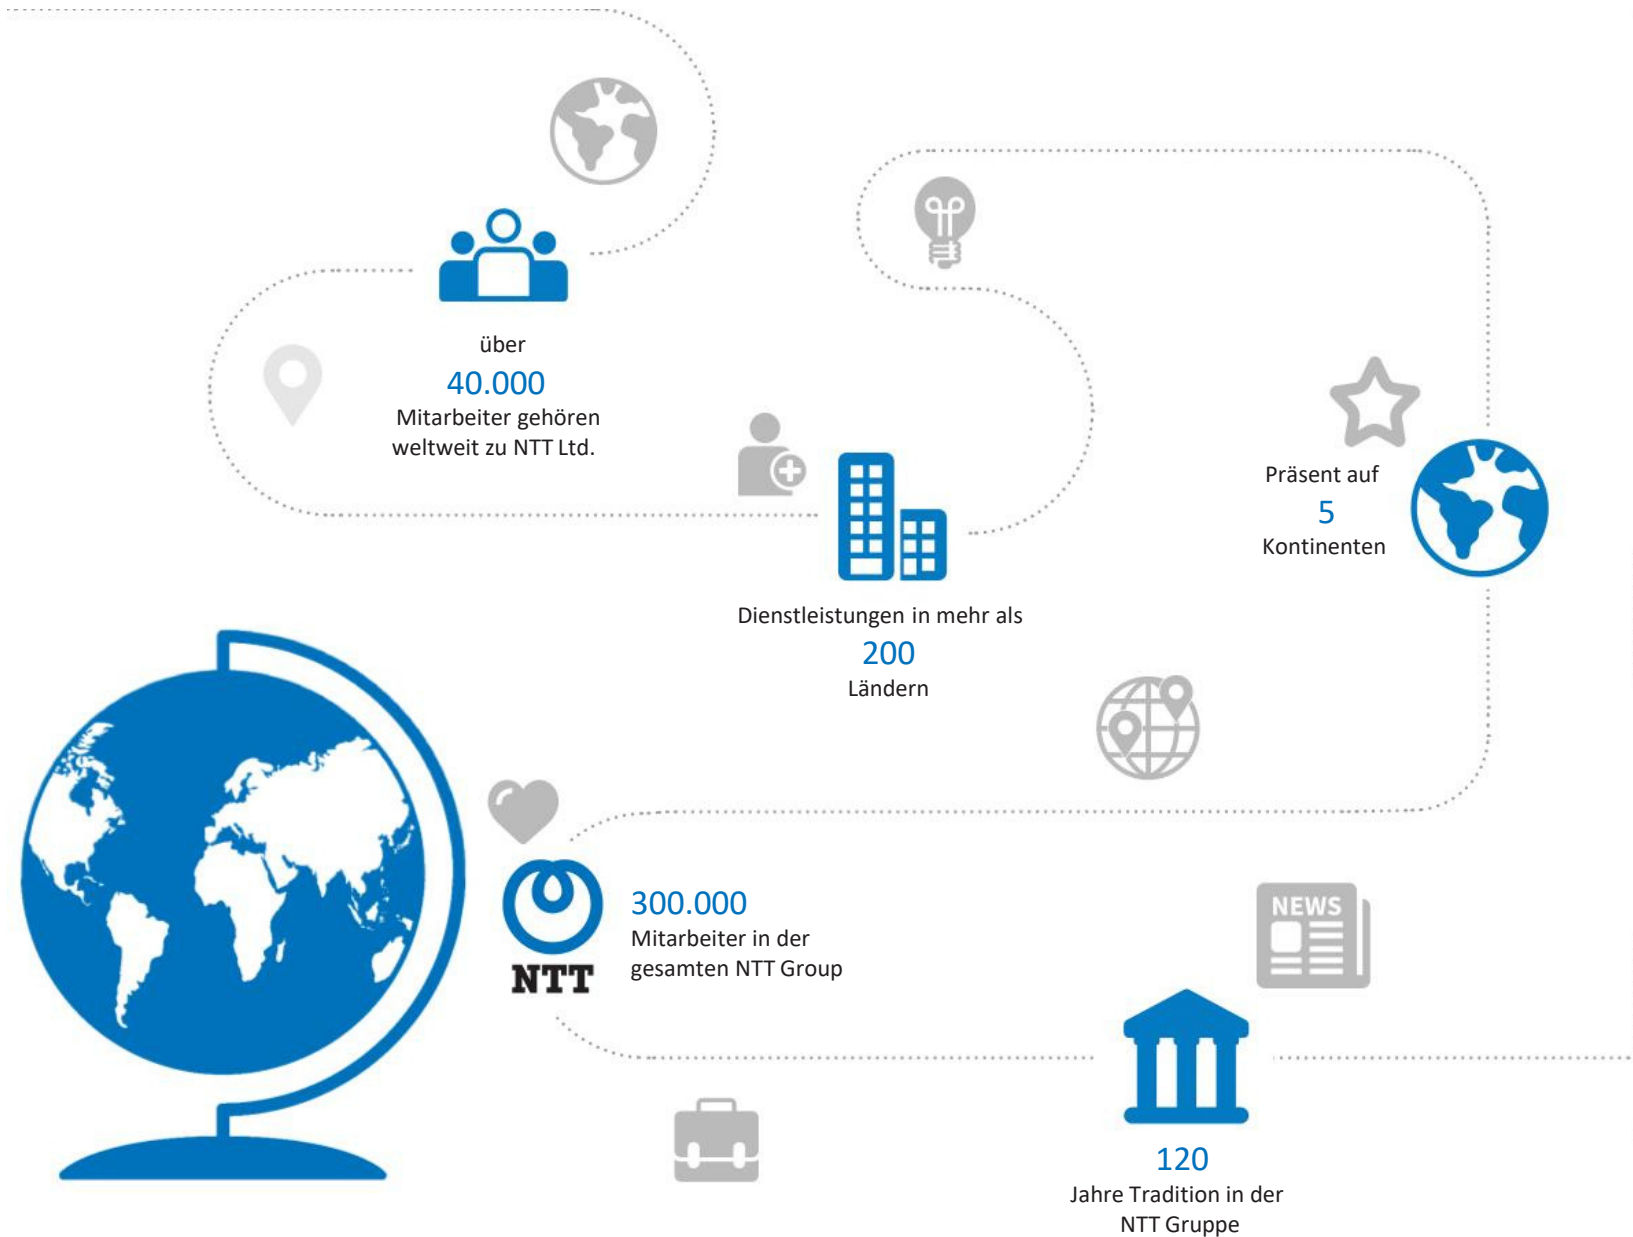 über
40.000
Mitarbeiter gehören
weltweit zu NTT Ltd.
Präsent auf
5
Kontinenten
Dienstleistungen in mehr als
200
Ländern
NTT
300.000
Mitarbeiter in der
gesamten NTT Group
NEWS
120
Jahre Tradition in der
NTT Gruppe